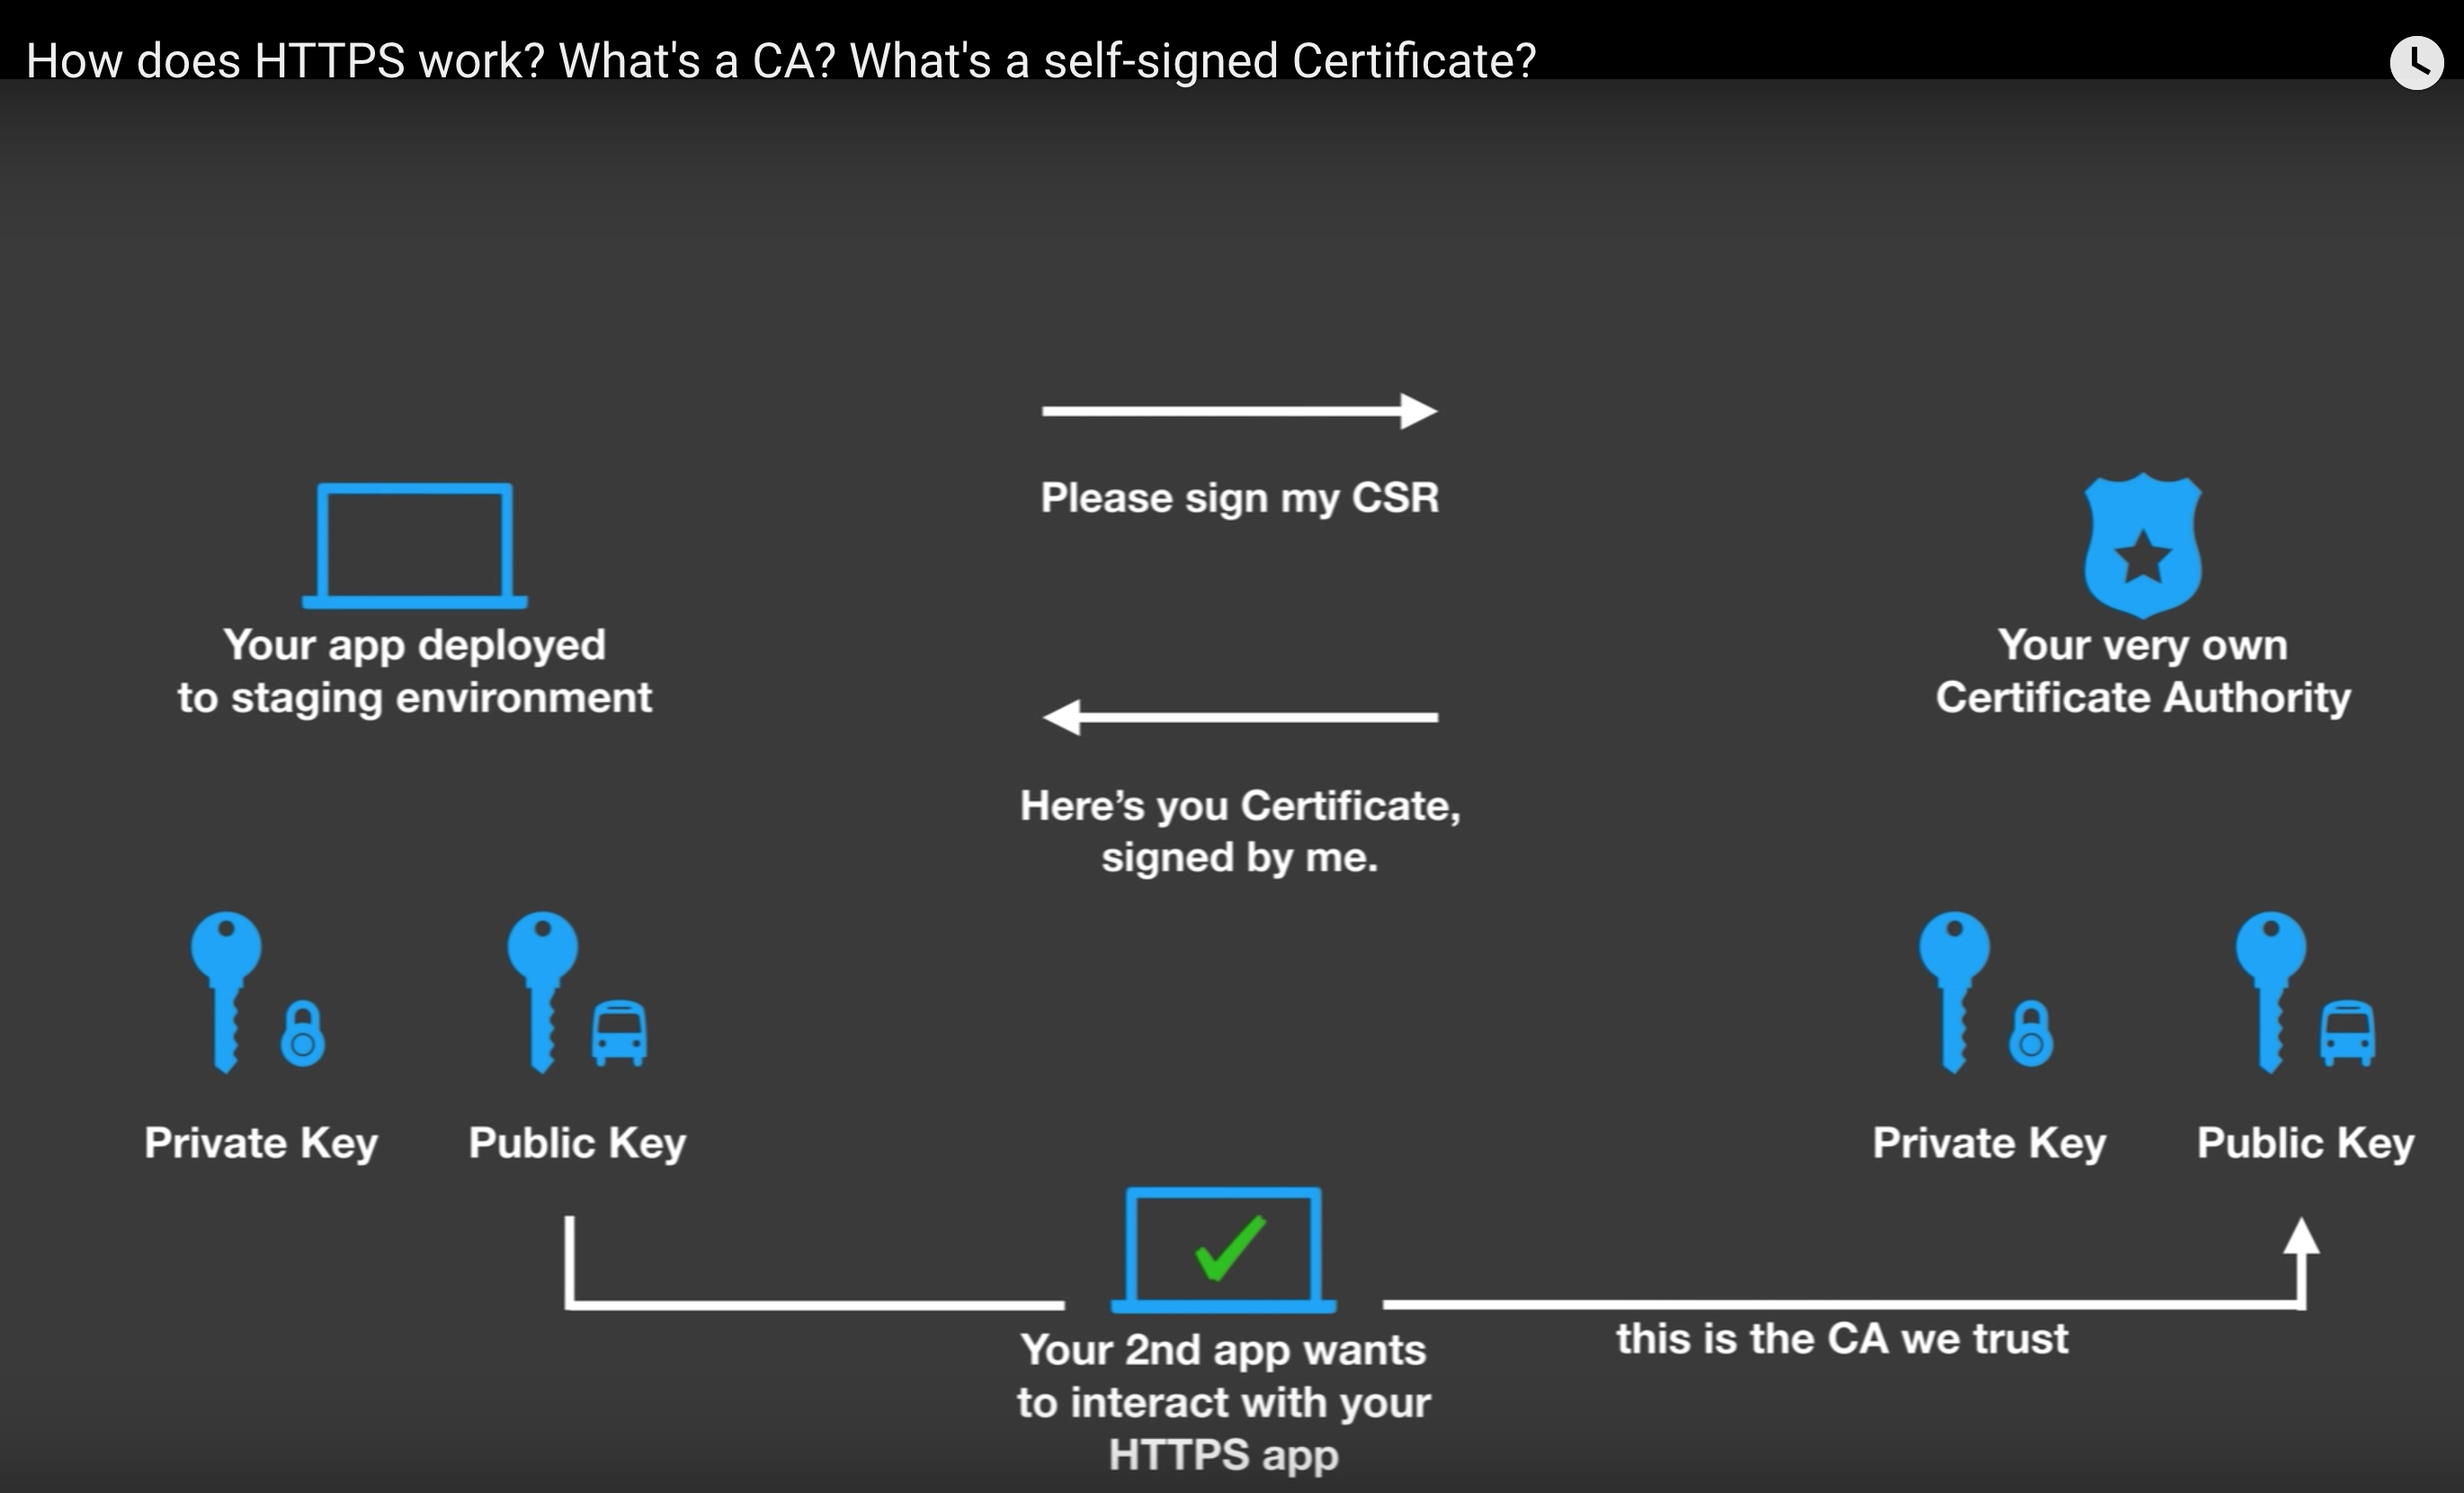 How does HTTPS work? What's a CA? What's a self-signed Certificate?
Please sign my CSR
Your app deployed
to staging environment
Your very own
Certificate Authority
Here’s you Certificate,
signed by me.
Private Key
Public Key
Private Key
Public Key
this is the CA we trust
Your 2nd app wants
to interact with your
HTTPS app